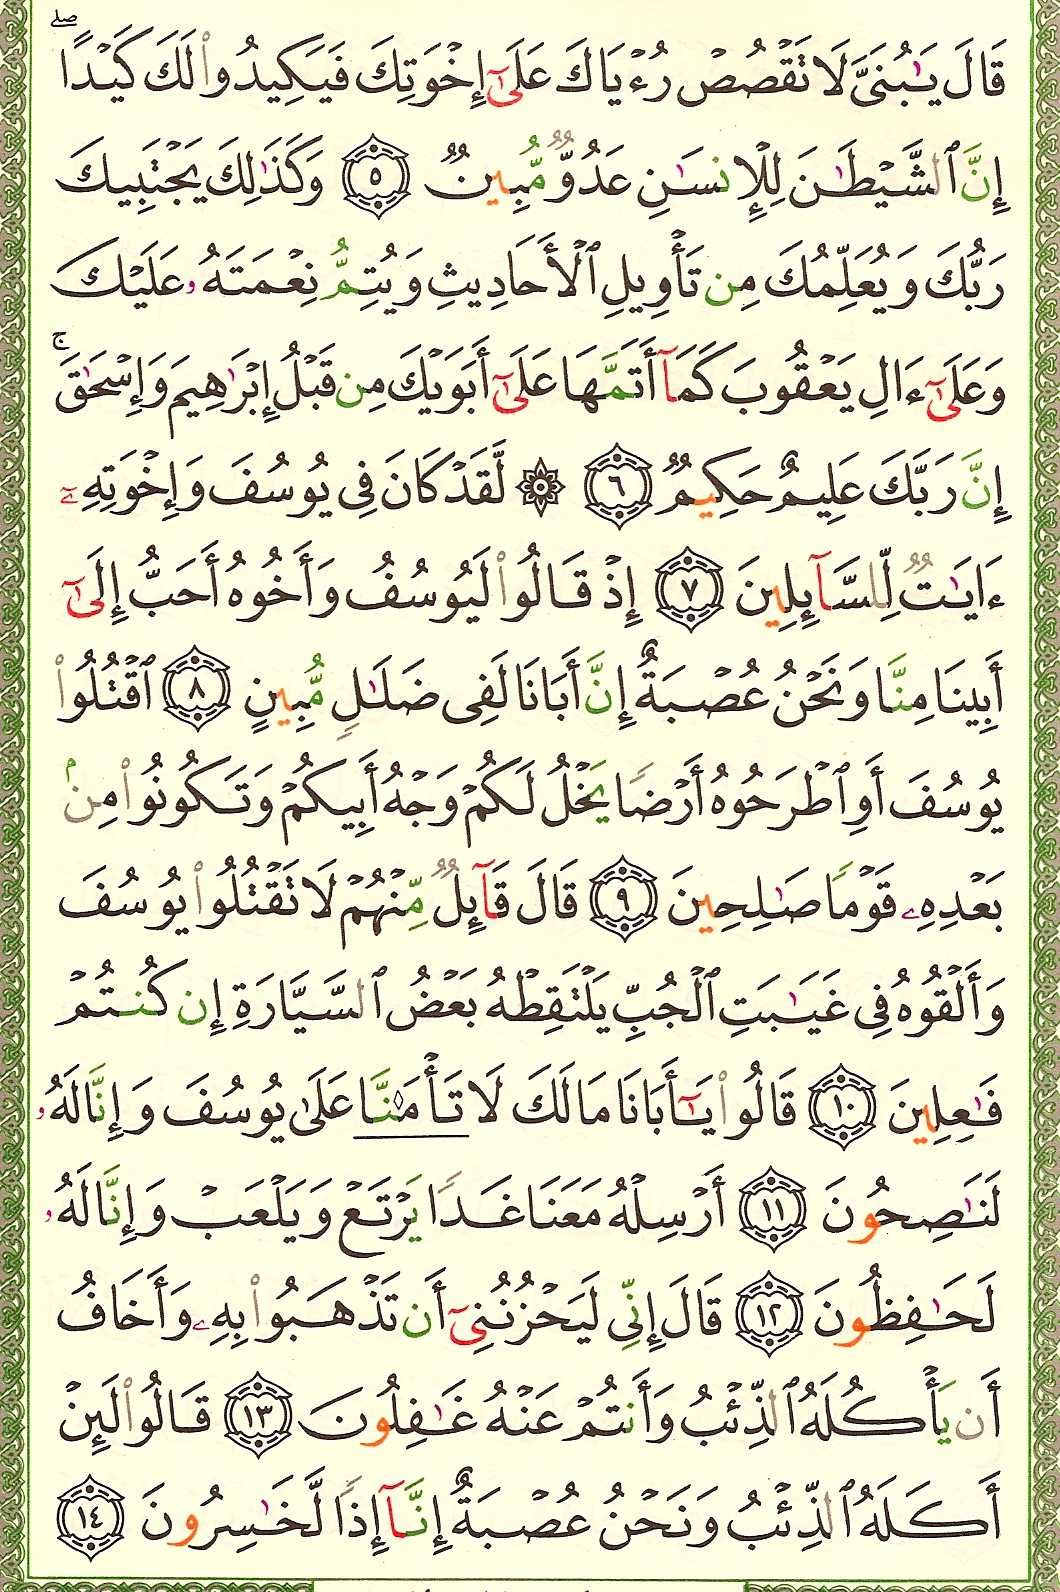 قَالَ يَٰبُنَىَّ لَا تَقْصُصْ رُءْيَاكَ عَلَىٰٓ إِخْوَتِكَ فَيَكِيدُوا۟ لَكَ كَيْدًا ۖ
إِنَّ ٱلشَّيْطَٰنَ لِلْإِنسَٰنِ عَدُوٌّ مُّبِينٌ ٥ وَكَذَٰلِكَ يَجْتَبِيكَ
رَبُّكَ وَيُعَلِّمُكَ مِن تَأْوِيلِ ٱلْأَحَادِيثِ وَيُتِمُّ نِعْمَتَهُۥ عَلَيْكَ
وَعَلَىٰٓ ءَالِ يَعْقُوبَ كَمَآ أَتَمَّهَا عَلَىٰٓ أَبَوَيْكَ مِن قَبْلُ إِبْرَٰهِيمَ وَإِسْحَٰقَ ۚ
إِنَّ رَبَّكَ عَلِيمٌ حَكِيمٌ ٦ ۞ لَّقَدْ كَانَ فِى يُوسُفَ وَإِخْوَتِهِۦٓ
ءَايَٰتٌ لِّلسَّآئِلِينَ ٧ إِذْ قَالُوا۟ لَيُوسُفُ وَأَخُوهُ أَحَبُّ إِلَىٰٓ
أَبِينَا مِنَّا وَنَحْنُ عُصْبَةٌ إِنَّ أَبَانَا لَفِى ضَلَٰلٍ مُّبِينٍ ٨ ٱقْتُلُوا۟
يُوسُفَ أَوِ ٱطْرَحُوهُ أَرْضًا يَخْلُ لَكُمْ وَجْهُ أَبِيكُمْ وَتَكُونُوا۟ مِنۢ
بَعْدِهِۦ قَوْمًا صَٰلِحِينَ ٩ قَالَ قَآئِلٌ مِّنْهُمْ لَا تَقْتُلُوا۟ يُوسُفَ
وَأَلْقُوهُ فِى غَيَٰبَتِ ٱلْجُبِّ يَلْتَقِطْهُ بَعْضُ ٱلسَّيَّارَةِ إِن كُنتُمْ
فَٰعِلِينَ ١٠ قَالُوا۟ يَٰٓأَبَانَا مَا لَكَ لَا تَأْمَ۫نَّا عَلَىٰ يُوسُفَ وَإِنَّا لَهُۥ
لَنَٰصِحُونَ ١١ أَرْسِلْهُ مَعَنَا غَدًا يَرْتَعْ وَيَلْعَبْ وَإِنَّا لَهُۥ
لَحَٰفِظُونَ ١٢ قَالَ إِنِّى لَيَحْزُنُنِىٓ أَن تَذْهَبُوا۟ بِهِۦ وَأَخَافُ
أَن يَأْكُلَهُ ٱلذِّئْبُ وَأَنتُمْ عَنْهُ غَٰفِلُونَ ١٣ قَالُوا۟ لَئِنْ
أَكَلَهُ ٱلذِّئْبُ وَنَحْنُ عُصْبَةٌ إِنَّآ إِذًا لَّخَٰسِرُونَ ١٤